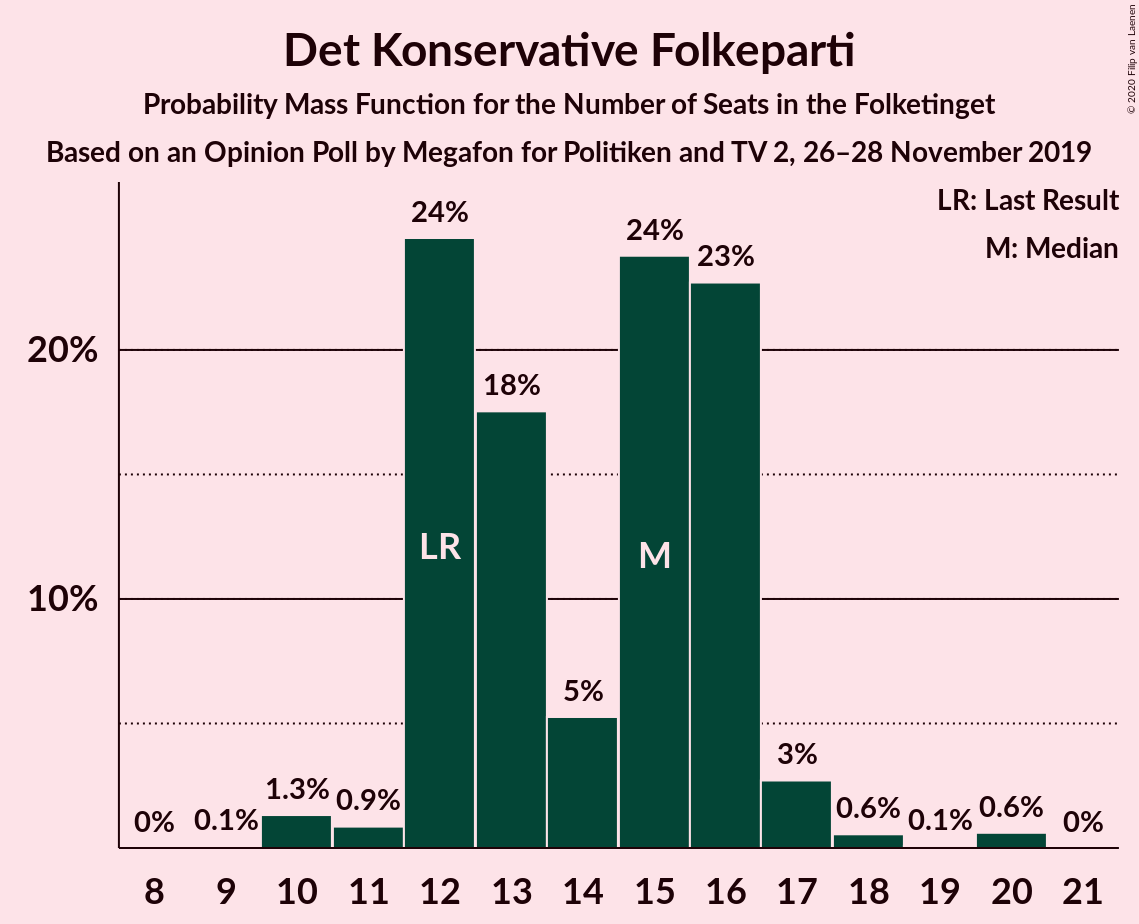 Det Konservative Folkeparti
Probability Mass Function for the Number of Seats in the Folketinget
Based on an Opinion Poll by Megafon for Politiken and TV 2, 26–28 November 2019
© 2020 Filip van Laenen
LR: Last Result
M: Median
24%
24%
23%
20%
18%
LR
M
10%
5%
3%
0%
0.1%
1.3%
0.9%
0.6%
0.1%
0.6%
0%
8 9 10 11 12 13 14 15 16 17 18 19 20 21